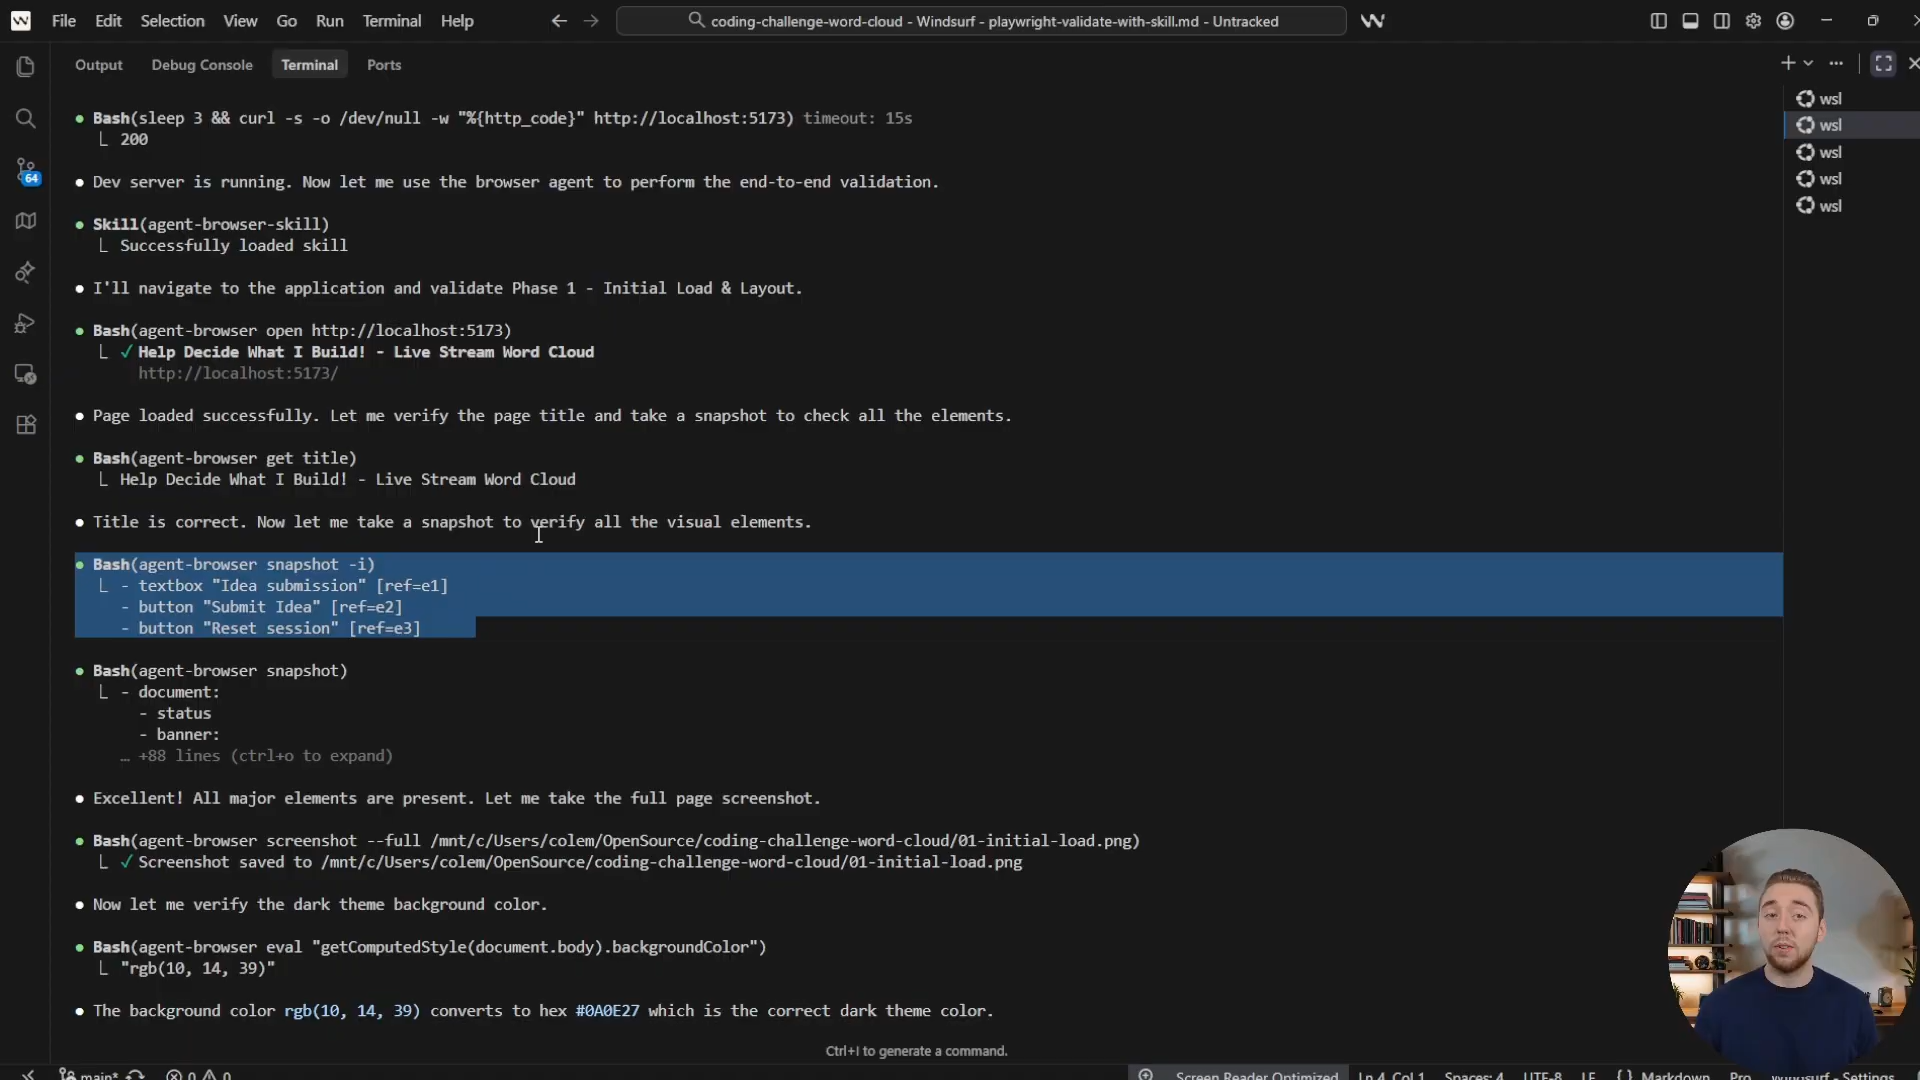 File Edit Selection View Go Run Terminal Help
coding-challenge-word-cloud - Windsurf - playwright-validate-with-skill.md - Untracked
Output Debug Console Terminal Ports
wsl
wsl
wsl
wsl
wsl
64
● Bash(sleep 3 && curl -s -o /dev/null -w "%{http_code}" http://localhost:5173) timeout: 15s
⎿ 200
● Dev server is running. Now let me use the browser agent to perform the end-to-end validation.
● Skill(agent-browser-skill)
⎿ Successfully loaded skill
● I'll navigate to the application and validate Phase 1 - Initial Load & Layout.
● Bash(agent-browser open http://localhost:5173)
⎿ ✓ Help Decide What I Build! - Live Stream Word Cloud
http://localhost:5173/
● Page loaded successfully. Let me verify the page title and take a snapshot to check all the elements.
● Bash(agent-browser get title)
⎿ Help Decide What I Build! - Live Stream Word Cloud
● Title is correct. Now let me take a snapshot to verify all the visual elements.
● Bash(agent-browser snapshot -i)
⎿ - textbox "Idea submission" [ref=e1]
- button "Submit Idea" [ref=e2]
- button "Reset session" [ref=e3]
● Bash(agent-browser snapshot)
⎿ - document:
- status
- banner:
… +88 lines (ctrl+o to expand)
● Excellent! All major elements are present. Let me take the full page screenshot.
● Bash(agent-browser screenshot --full /mnt/c/Users/colem/OpenSource/coding-challenge-word-cloud/01-initial-load.png)
⎿ ✓ Screenshot saved to /mnt/c/Users/colem/OpenSource/coding-challenge-word-cloud/01-initial-load.png
● Now let me verify the dark theme background color.
● Bash(agent-browser eval "getComputedStyle(document.body).backgroundColor")
⎿ "rgb(10, 14, 39)"
● The background color rgb(10, 14, 39) converts to hex #0A0E27 which is the correct dark theme color.
Ctrl+I to generate a command.
main* 0 0 Screen Reader Optimized Ln 4, Col 1 Spaces: 4 UTF-8 LF {} Markdown Pro Windsurf - Settings